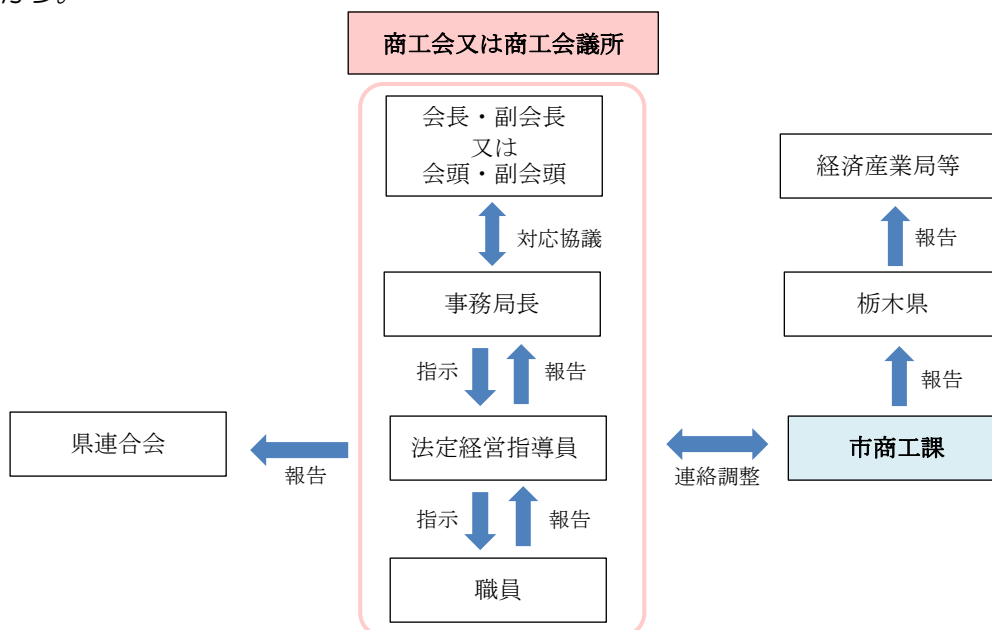 商工会又は商工会議所
会長・副会長
又は
会頭・副会頭
対応協議
事務局長
指示
報告
法定経営指導員
指示
報告
職員
県連合会
報告
連絡調整
経済産業局等
報告
栃木県
報告
市商工課